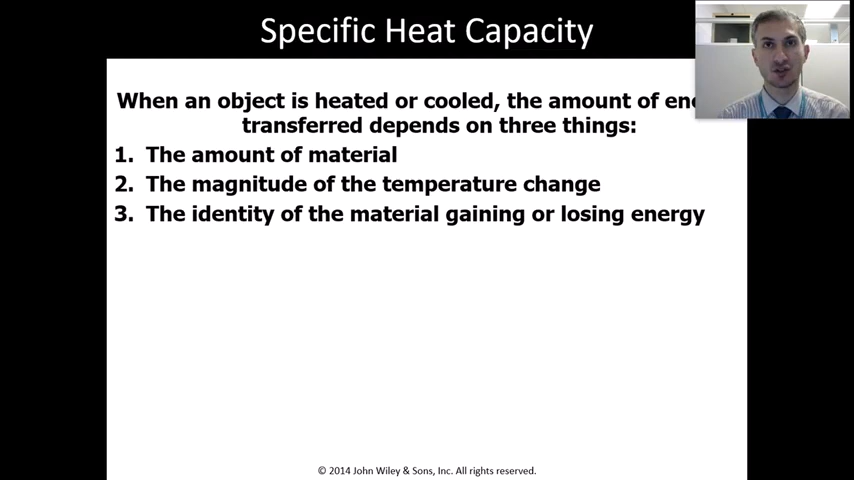 Specific Heat Capacity
When an object is heated or cooled, the amount of
transferred depends on three things:
1. The amount of material
2. The magnitude of the temperature change
3. The identity of the material gaining or losing energy
© 2014 John Wiley & Sons, Inc. All rights reserved.